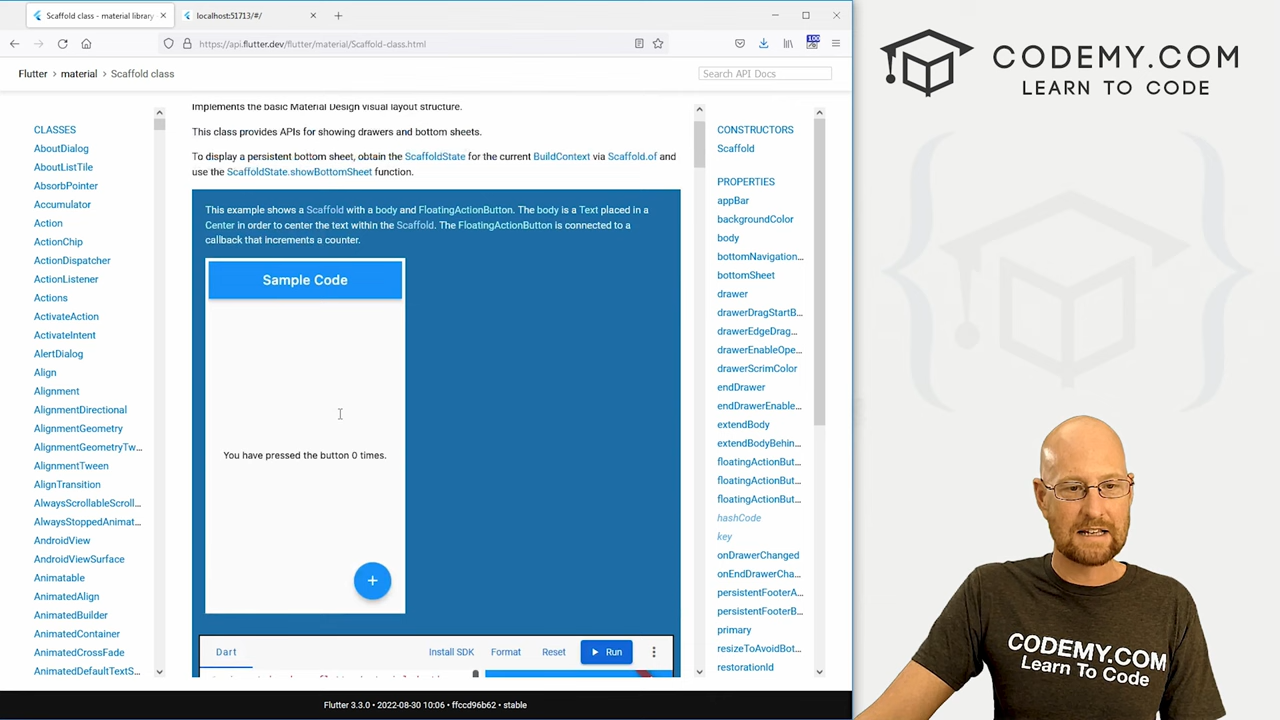 Scaffold class - material library
localhost:51713/#/
https://api.flutter.dev/flutter/material/Scaffold-class.html
100
Flutter > material > Scaffold class
Search API Docs
CLASSES
AboutDialog
AboutListTile
AbsorbPointer
Accumulator
Action
ActionChip
ActionDispatcher
ActionListener
Actions
ActivateAction
ActivateIntent
AlertDialog
Align
Alignment
AlignmentDirectional
AlignmentGeometry
AlignmentGeometryTw...
AlignmentTween
AlignTransition
AlwaysScrollableScroll...
AlwaysStoppedAnimat...
AndroidView
AndroidViewSurface
Animatable
AnimatedAlign
AnimatedBuilder
AnimatedContainer
AnimatedCrossFade
AnimatedDefaultTextS...
Implements the basic Material Design visual layout structure.
This class provides APIs for showing drawers and bottom sheets.
To display a persistent bottom sheet, obtain the ScaffoldState for the current BuildContext via Scaffold.of and
use the ScaffoldState.showBottomSheet function.
This example shows a Scaffold with a body and FloatingActionButton. The body is a Text placed in a
Center in order to center the text within the Scaffold. The FloatingActionButton is connected to a
callback that increments a counter.
Sample Code
You have pressed the button 0 times.
+
Dart
Install SDK
Format
Reset
Run
CONSTRUCTORS
Scaffold
PROPERTIES
appBar
backgroundColor
body
bottomNavigation...
bottomSheet
drawer
drawerDragStartB...
drawerEdgeDrag...
drawerEnableOpe...
drawerScrimColor
endDrawer
endDrawerEnable...
extendBody
extendBodyBehin...
floatingActionBut...
floatingActionBut...
floatingActionBut...
hashCode
key
onDrawerChanged
onEndDrawerCha...
persistentFooterA...
persistentFooterB...
primary
resizeToAvoidBot...
restorationId
Flutter 3.3.0 • 2022-08-30 10:06 • ffccd96b62 • stable
CODEMY.COM
LEARN TO CODE
CODEMY.COM
Learn To Code